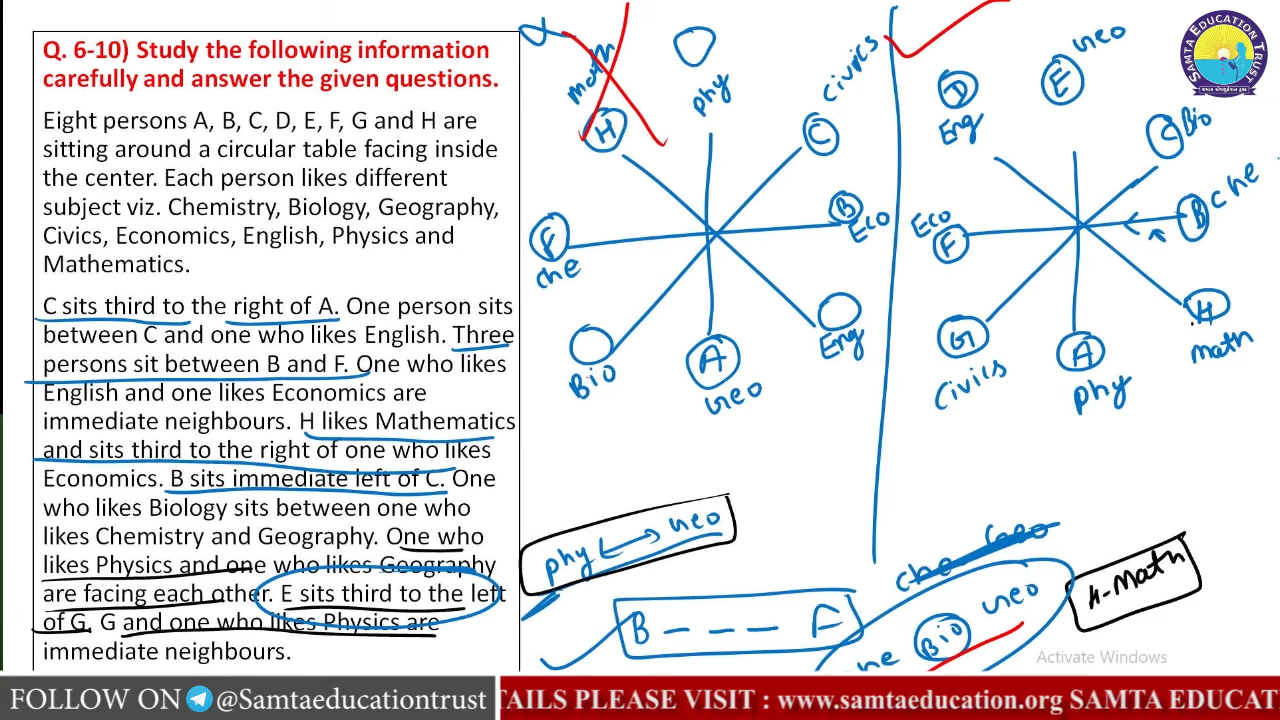 Q. 6-10) Study the following information
carefully and answer the given questions.
Eight persons A, B, C, D, E, F, G and H are
sitting around a circular table facing inside
the center. Each person likes different
subject viz. Chemistry, Biology, Geography,
Civics, Economics, English, Physics and
Mathematics.
C sits third to the right of A. One person sits
between C and one who likes English. Three
persons sit between B and F. One who likes
English and one likes Economics are
immediate neighbours. H likes Mathematics
and sits third to the right of one who likes
Economics. B sits immediate left of C. One
who likes Biology sits between one who
likes Chemistry and Geography. One who
likes Physics and one who likes Geography
are facing each other. E sits third to the left
of G. G and one who likes Physics are
immediate neighbours.
math
phy
civics
H
C
F
che
B
Eco
Bio
A
Geo
Eng
D
Eng
E
Geo
C
Bio
B
Che
Eco
F
H
math
G
civics
A
phy
phy Geo
B _ _ _ F
che Geo
Bio
Geo
H-Math
SAMTA EDUCATION TRUST
Activate Windows
FOLLOW ON @Samtaeducationtrust
TAILS PLEASE VISIT : www.samtaeducation.org SAMTA EDUCAT